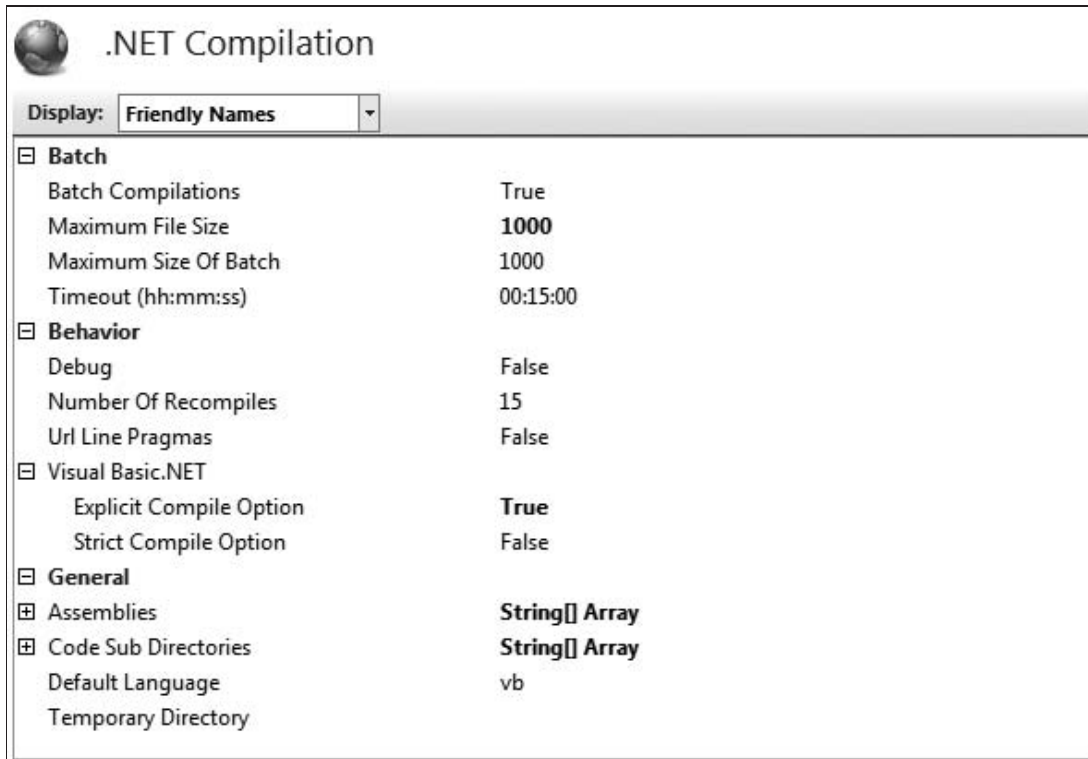 .NET Compilation
Display: Friendly Names
Batch
Batch Compilations True
Maximum File Size 1000
Maximum Size Of Batch 1000
Timeout (hh:mm:ss) 00:15:00
Behavior
Debug False
Number Of Recompiles 15
Url Line Pragmas False
Visual Basic.NET
Explicit Compile Option True
Strict Compile Option False
General
Assemblies String[] Array
Code Sub Directories String[] Array
Default Language vb
Temporary Directory